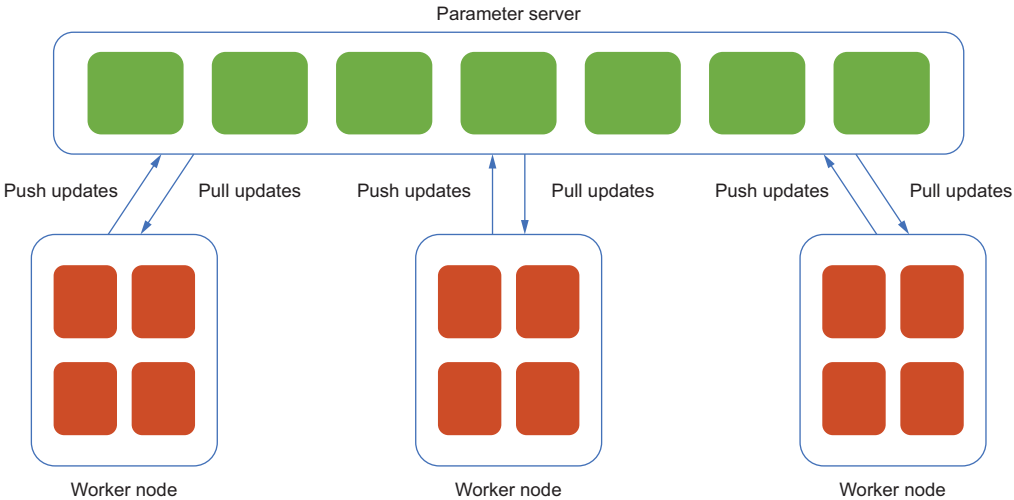 Parameter server
Push updates
Pull updates
Push updates
Pull updates
Push updates
Pull updates
Worker node
Worker node
Worker node